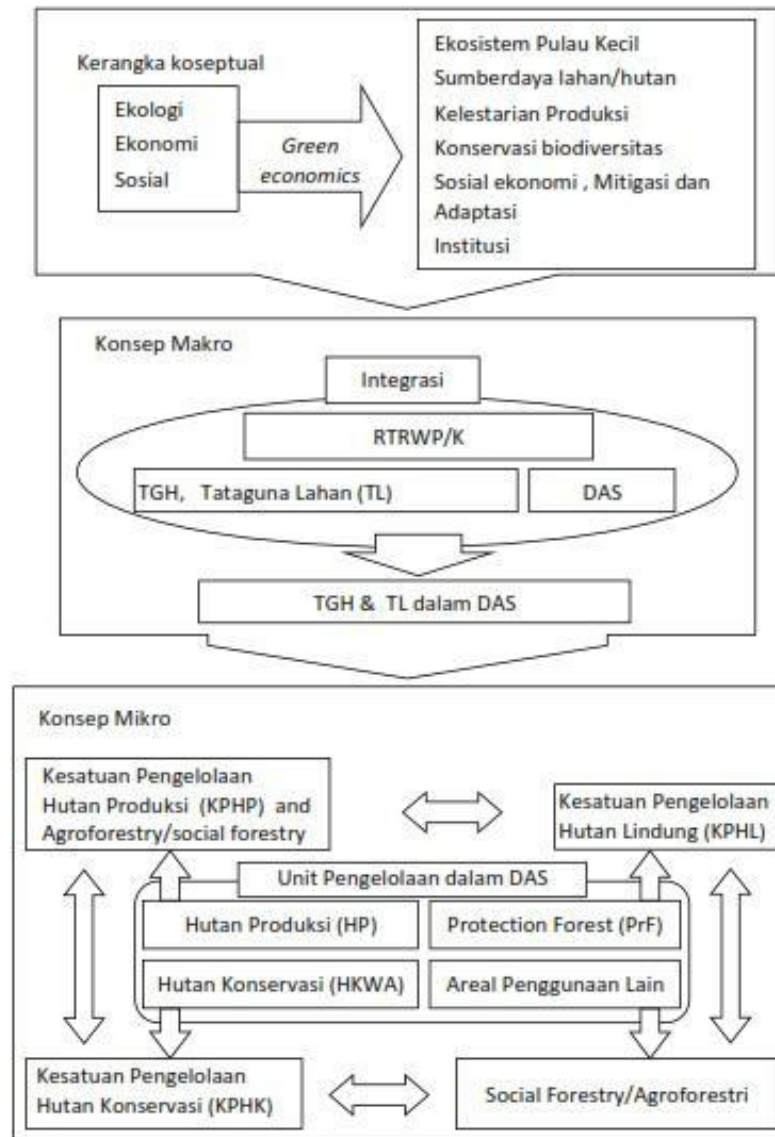 Kerangka koseptual
Ekologi
Ekonomi
Sosial
Green
economics
Ekosistem Pulau Kecil
Sumberdaya lahan/hutan
Kelestarian Produksi
Konservasi biodiversitas
Sosial ekonomi , Mitigasi dan
Adaptasi
Institusi
Konsep Makro
Integrasi
RTRWP/K
TGH, Tataguna Lahan (TL)
DAS
TGH & TL dalam DAS
Konsep Mikro
Kesatuan Pengelolaan
Hutan Produksi (KPHP) and
Agroforestry/social forestry
Kesatuan Pengelolaan
Hutan Lindung (KPHL)
Unit Pengelolaan dalam DAS
Hutan Produksi (HP)
Protection Forest (PrF)
Hutan Konservasi (HKWA)
Areal Penggunaan Lain
Kesatuan Pengelolaan
Hutan Konservasi (KPHK)
Social Forestry/Agroforestri